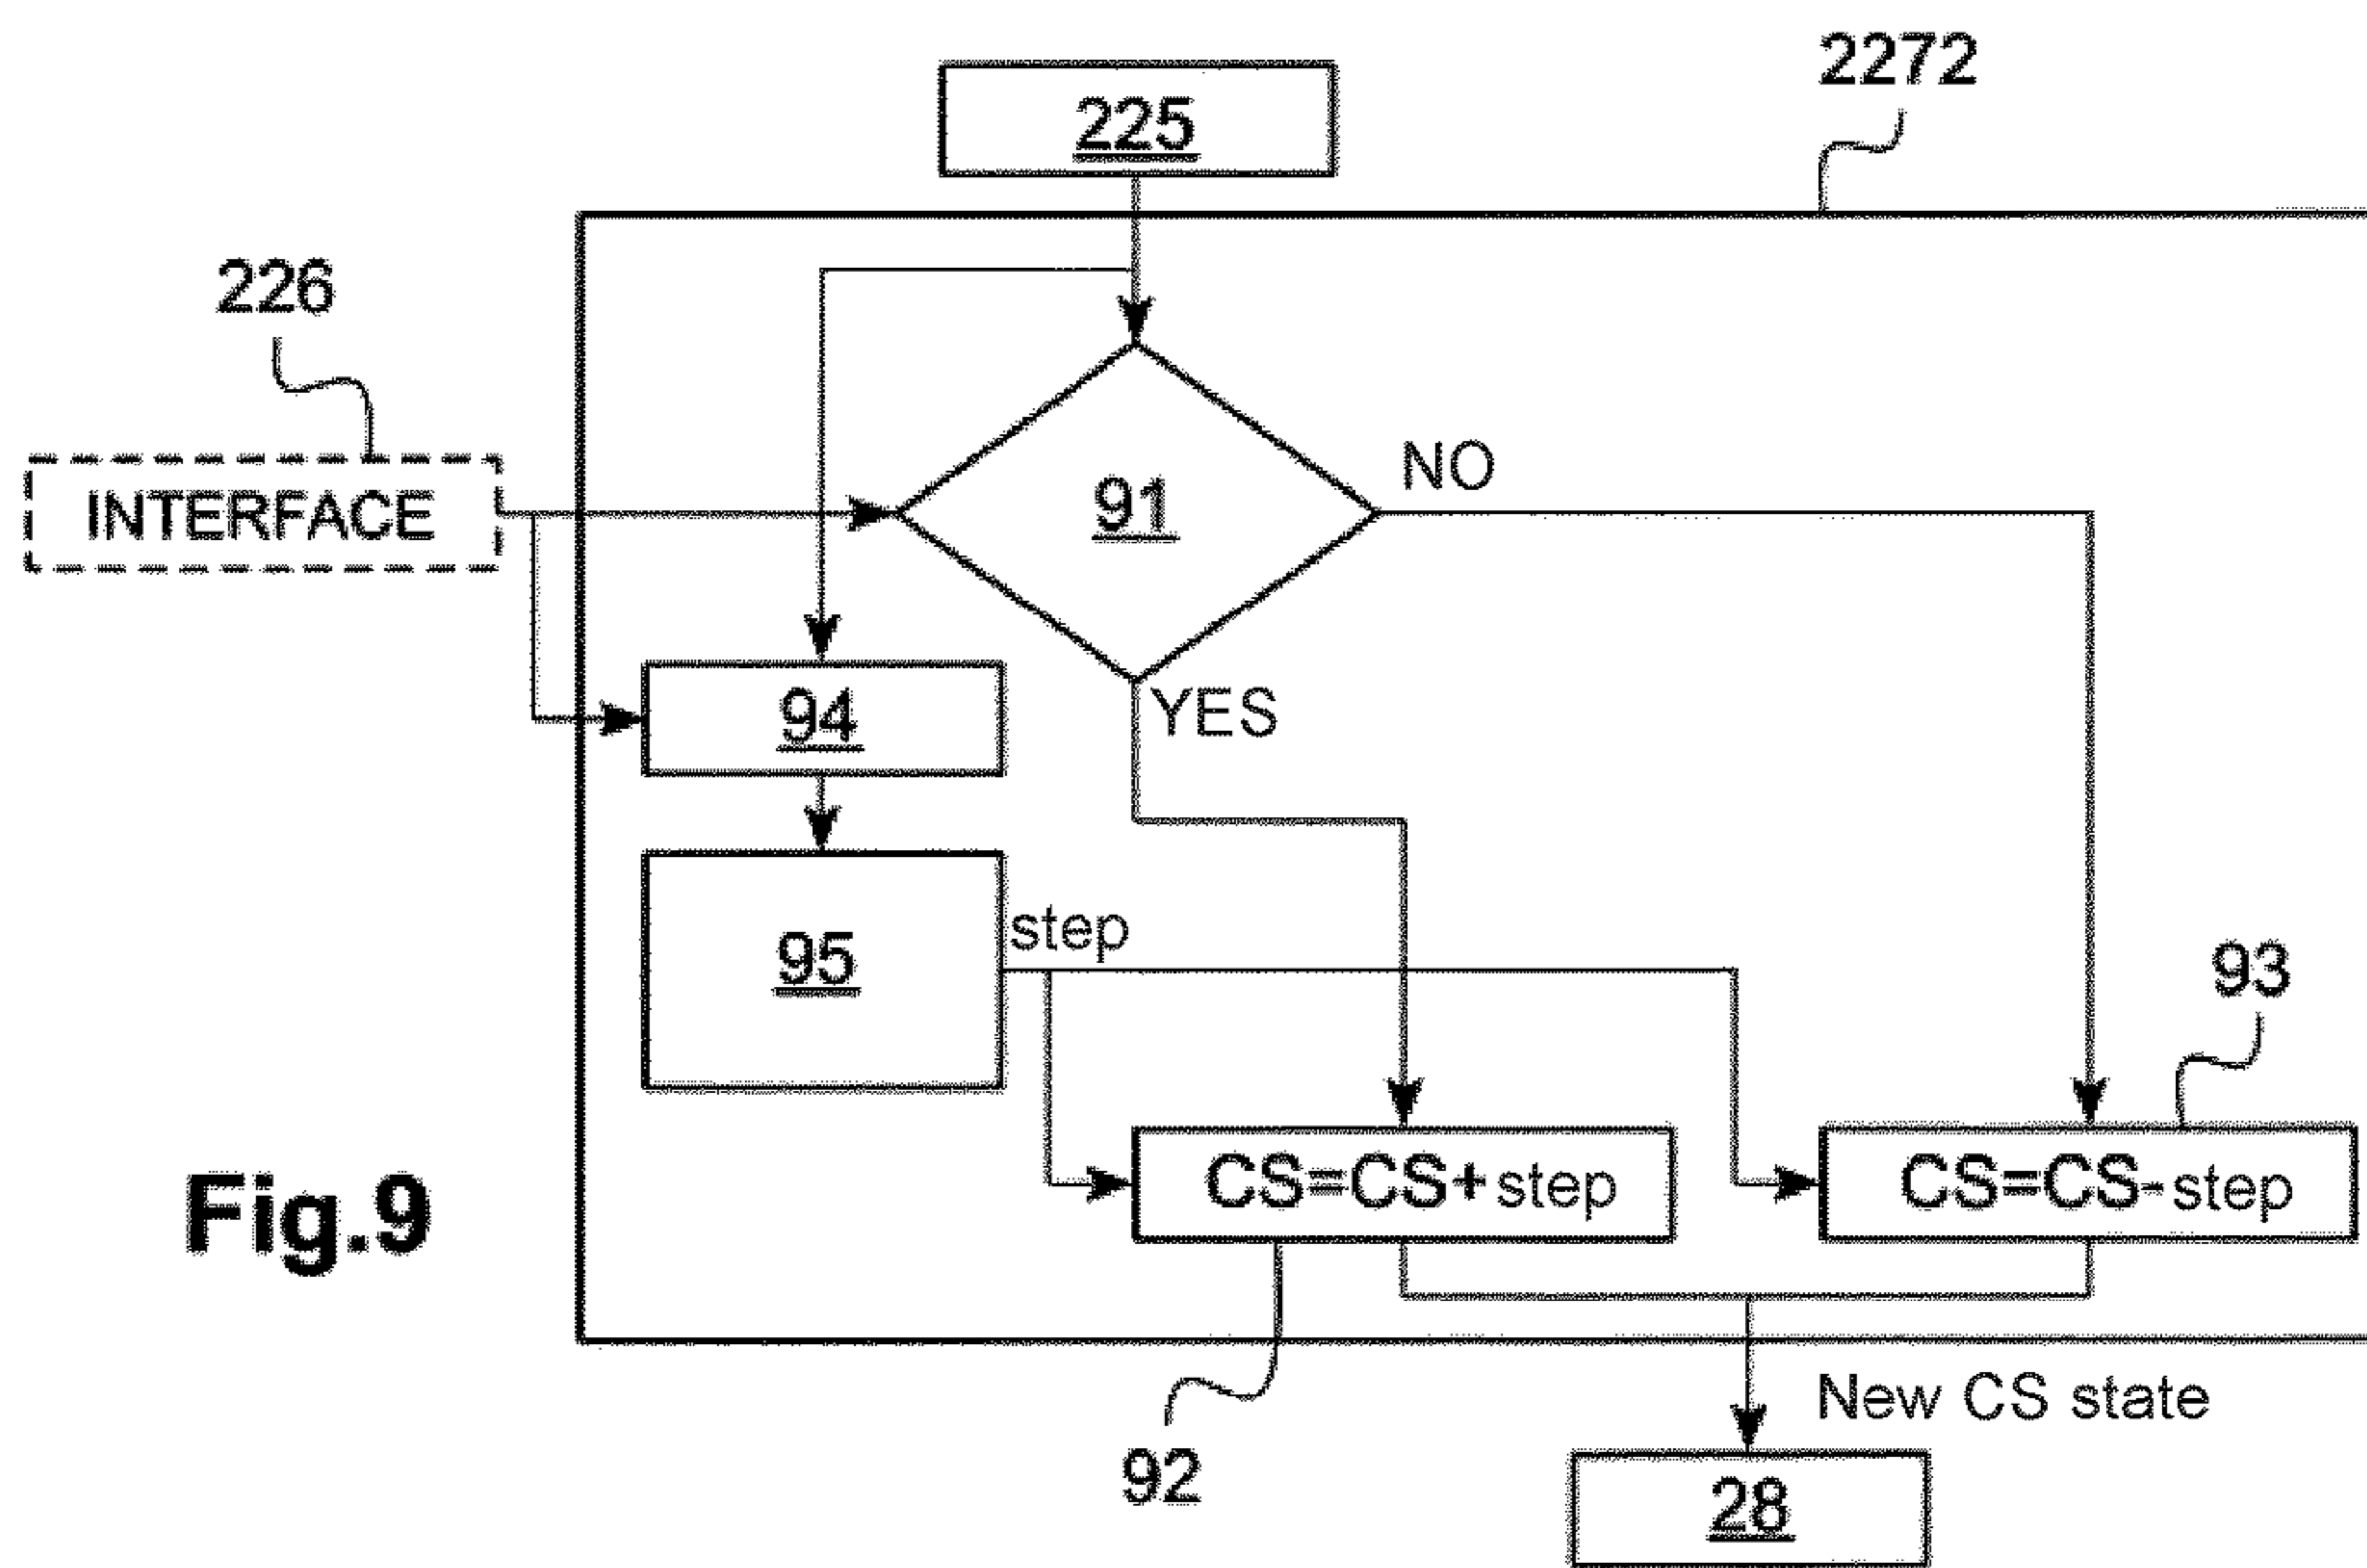 2272
225
226
INTERFACE
91
NO
YES
94
95
step
93
CS=CS+step
CS=CS-step
Fig.9
New CS state
92
28